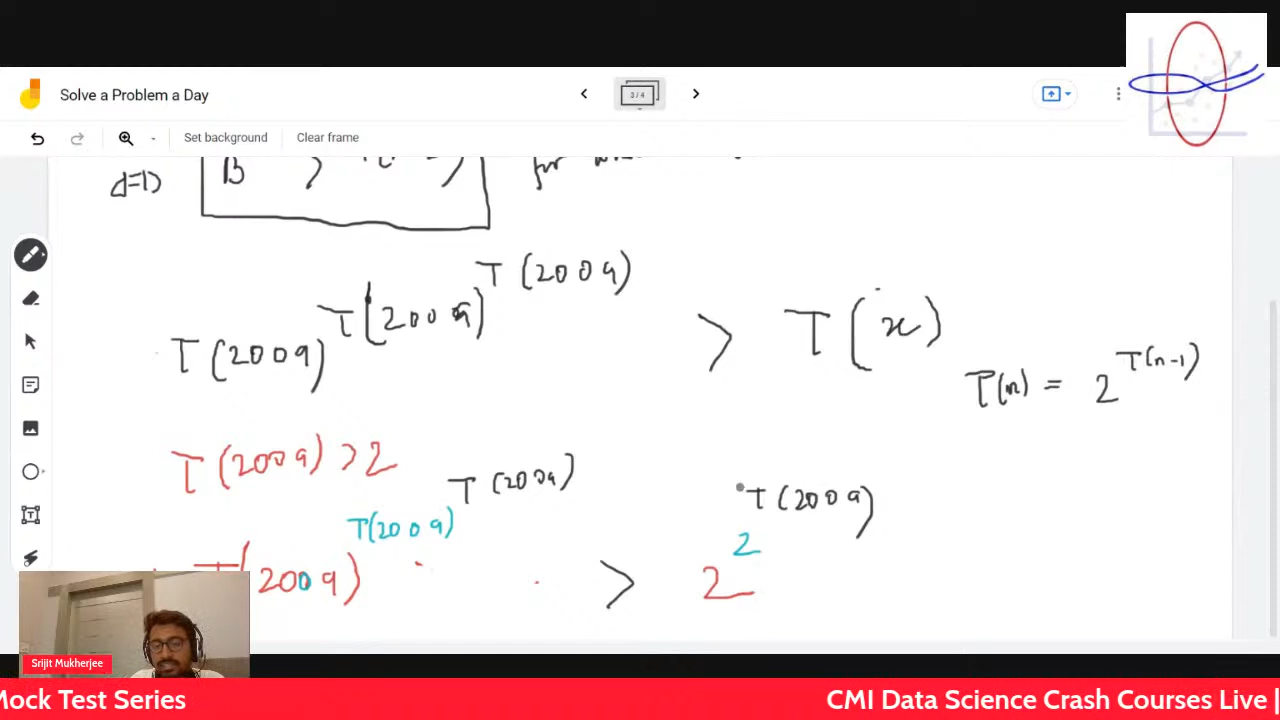 Solve a Problem a Day
3 / 4
Set background
Clear frame
d=1)
B
for
T(2009)^T(2009)^T(2009) > T(x)
T(n) = 2^T(n-1)
T(2009) > 2
T(2009)^T(2009)^T(2009) > 2^2^T(2009)
Srijit Mukherjee
Mock Test Series
CMI Data Science Crash Courses Live |